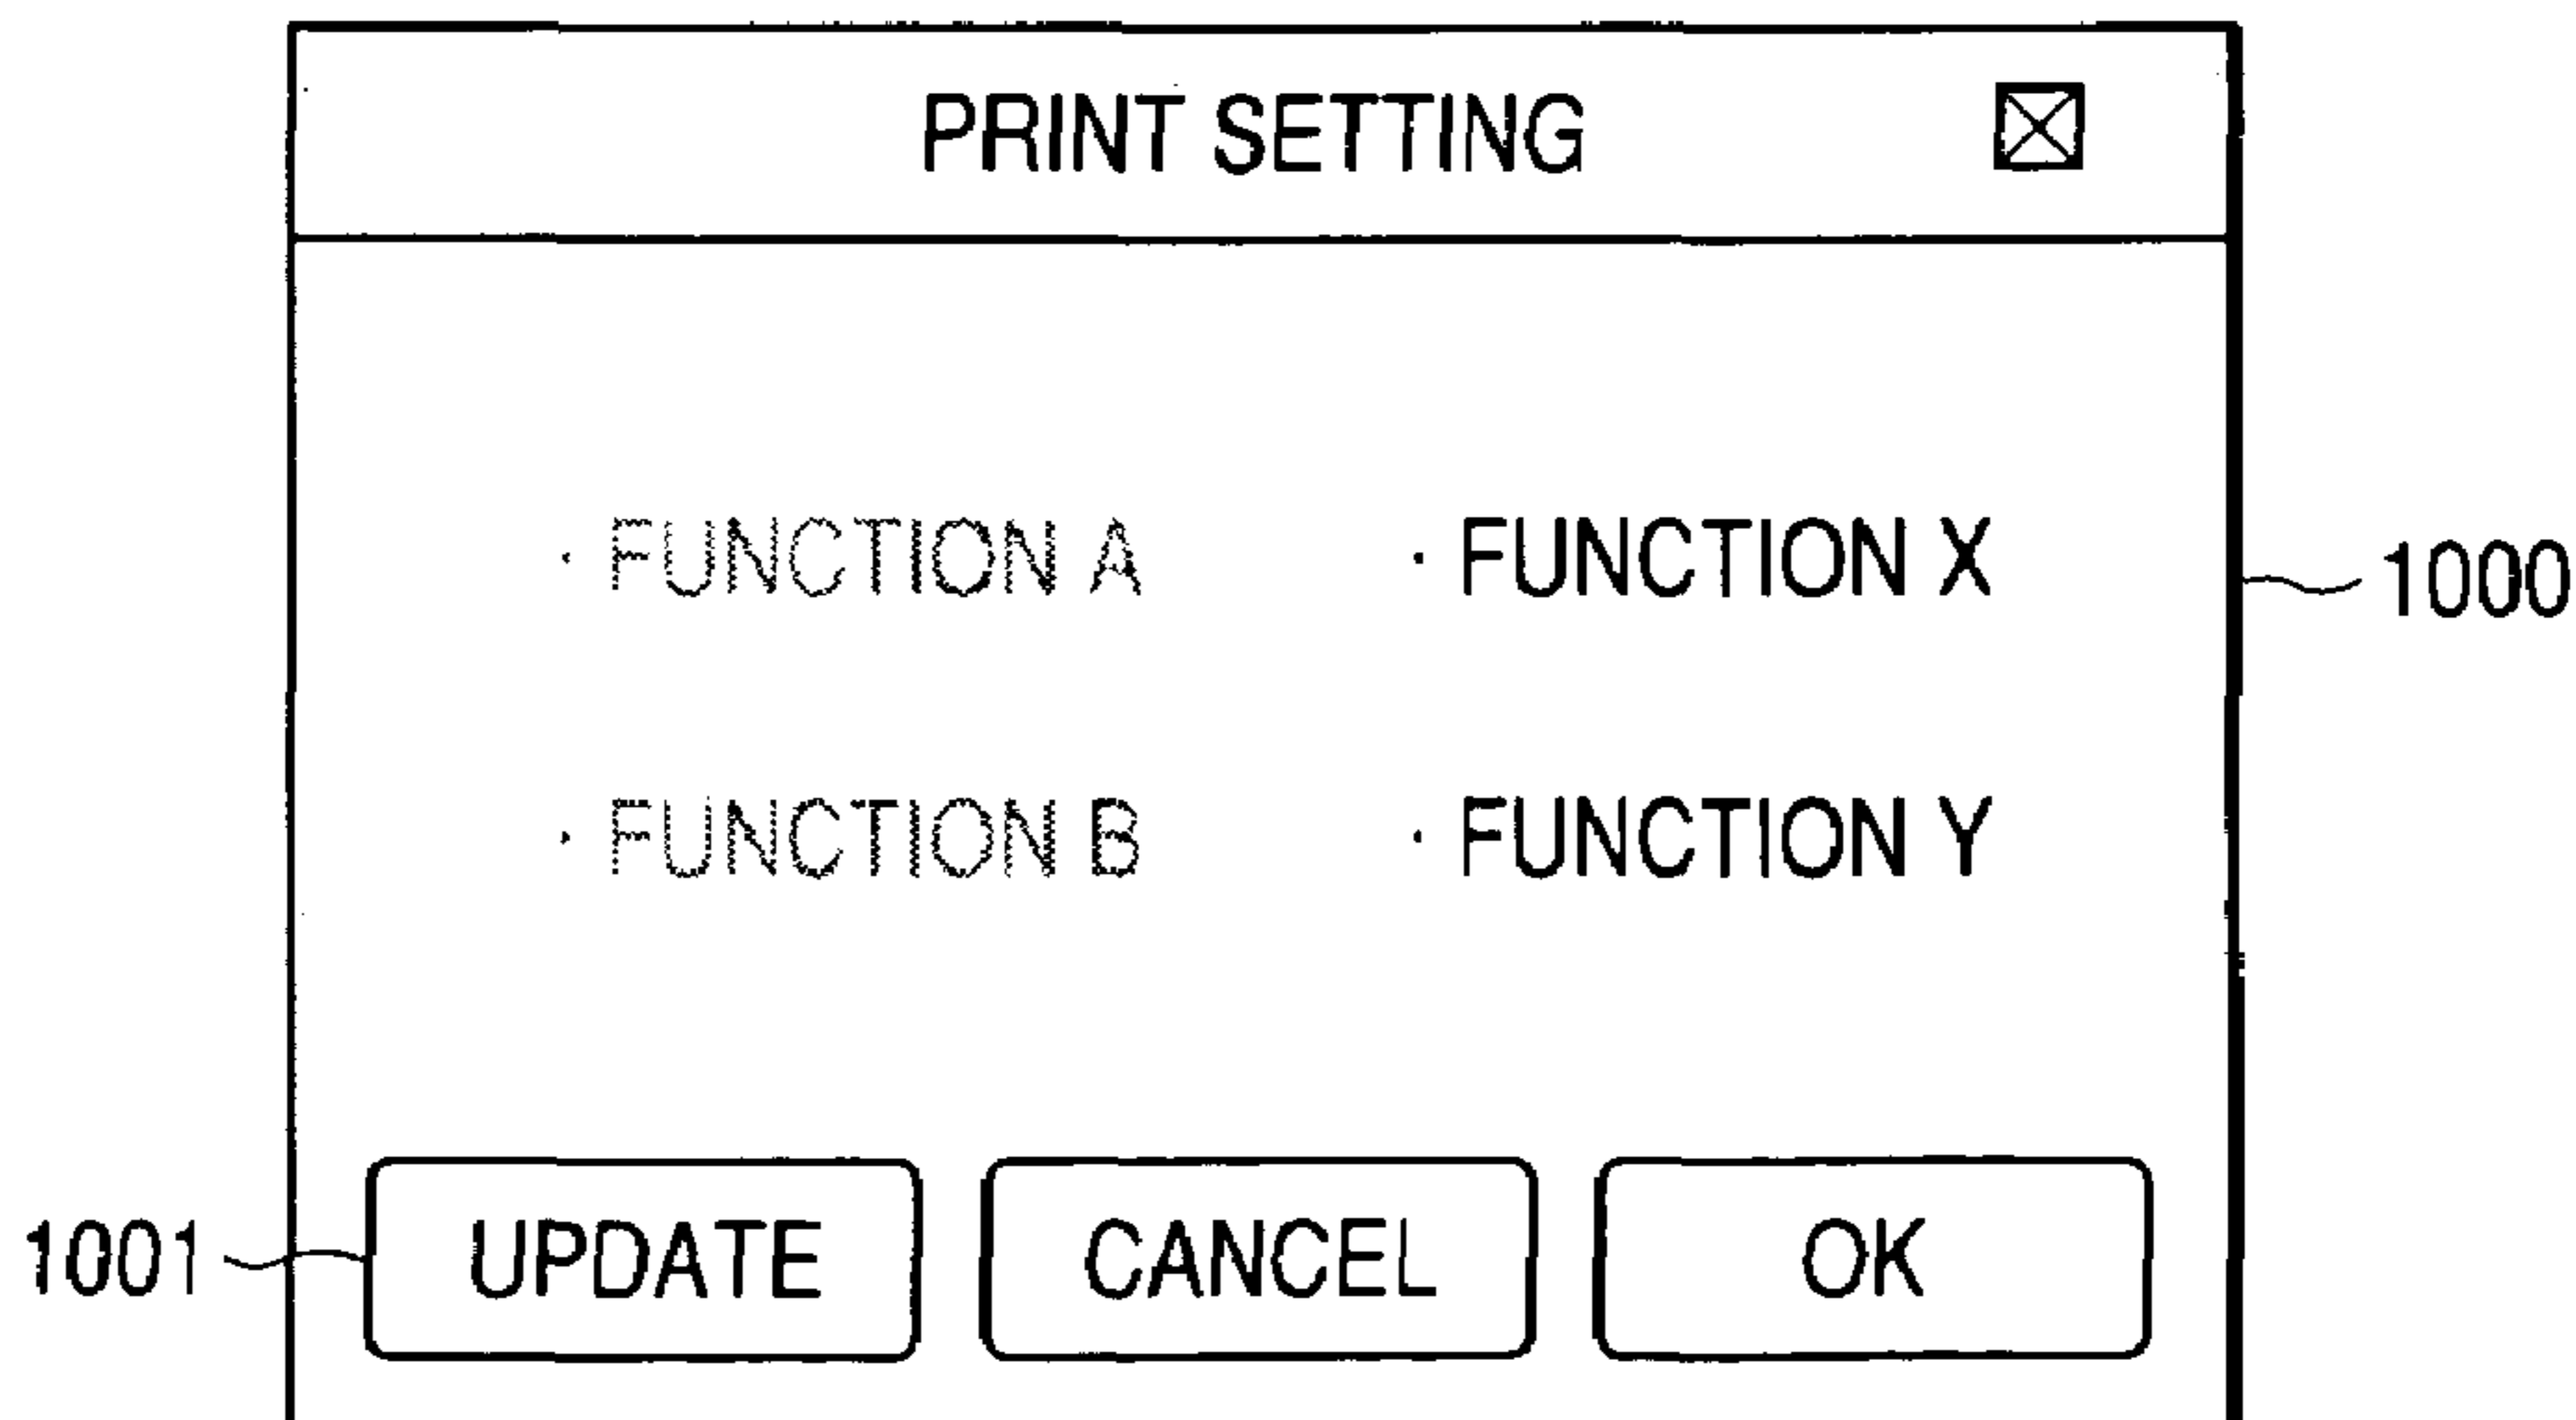 PRINT SETTING
· FUNCTION A · FUNCTION X
1000
· FUNCTION B · FUNCTION Y
1001 UPDATE CANCEL OK